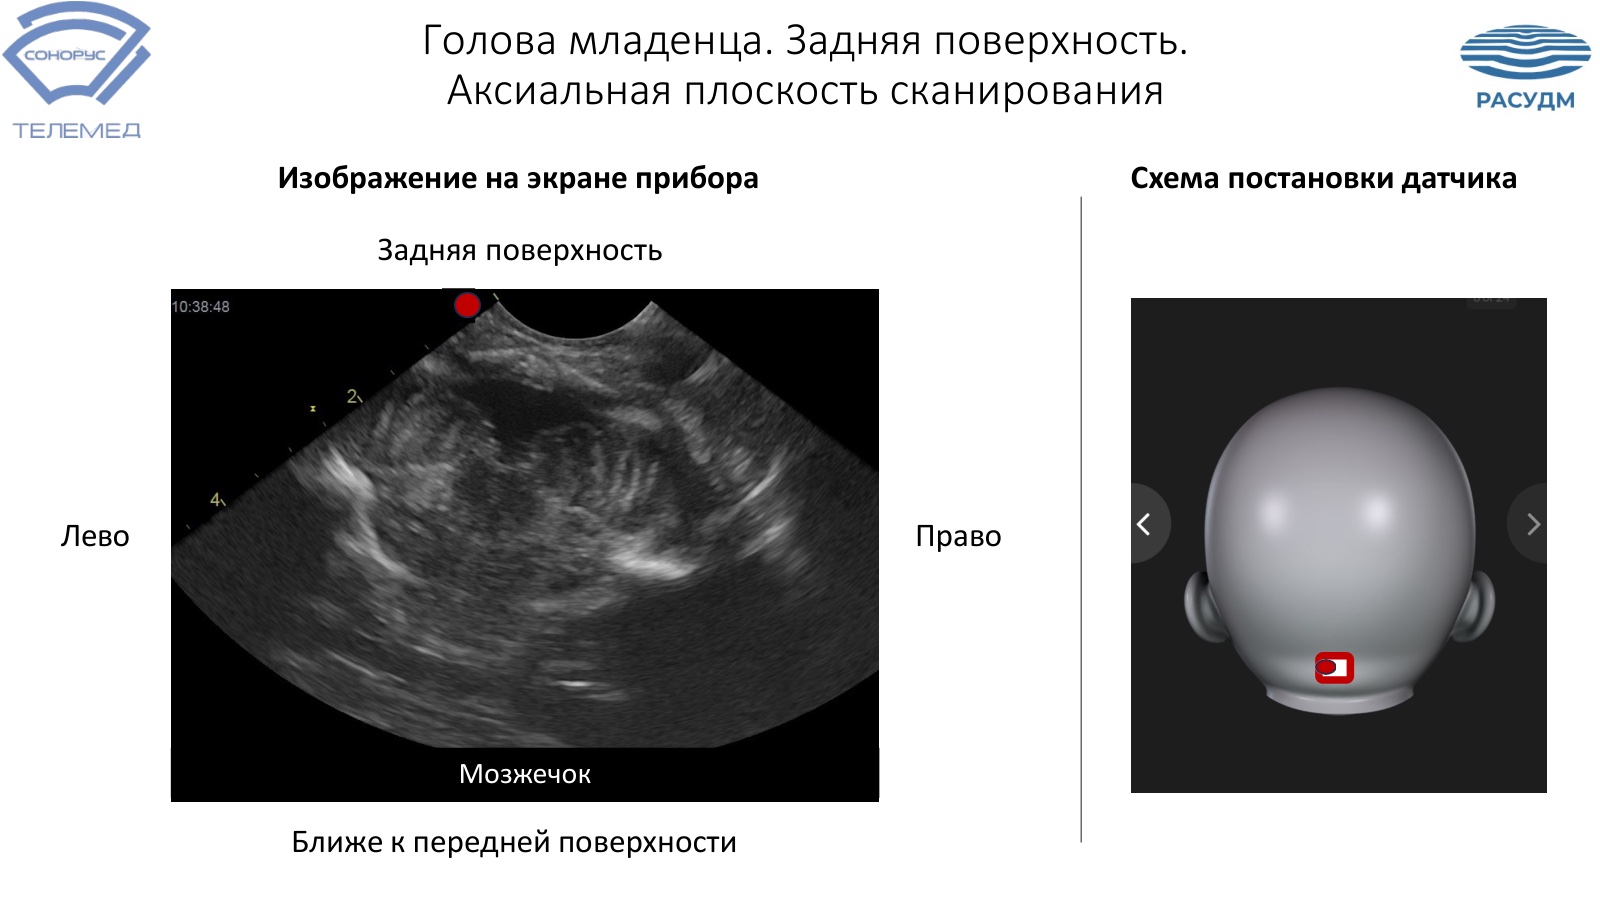 СОНОРУС
ТЕЛЕМЕД
Голова младенца. Задняя поверхность.
Аксиальная плоскость сканирования
РАСУДМ
Изображение на экране прибора
Схема постановки датчика
Задняя поверхность
10:38:48
2
4
Лево
Право
Мозжечок
Ближе к передней поверхности